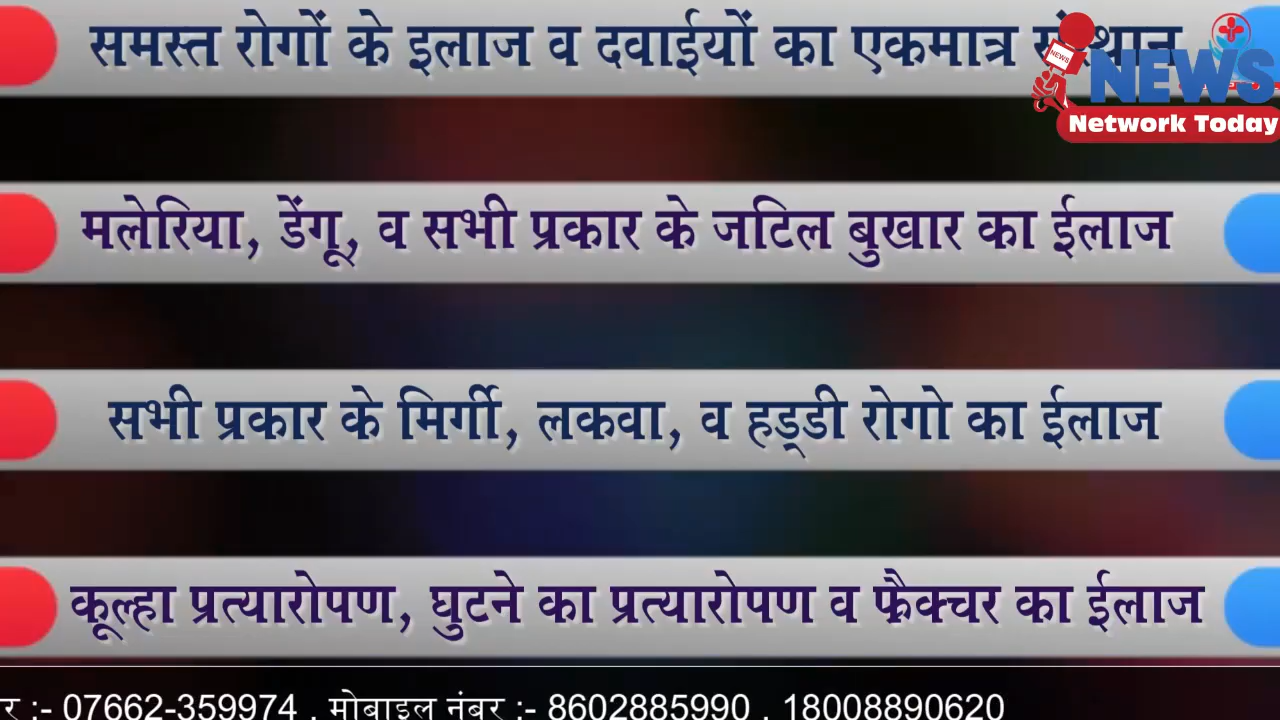 समस्त रोगों के इलाज व दवाईयों का एकमात्र
NEWS
NEWS
Network Today
मलेरिया, डेंगू, व सभी प्रकार के जटिल बुखार का ईलाज
सभी प्रकार के मिर्गी, लकवा, व हड्डी रोगो का ईलाज
कूल्हा प्रत्यारोपण, घुटने का प्रत्यारोपण व फ्रैक्चर का ईलाज
र :- 07662-359974 , मोबाइल नंबर :- 8602885990 , 18008890620